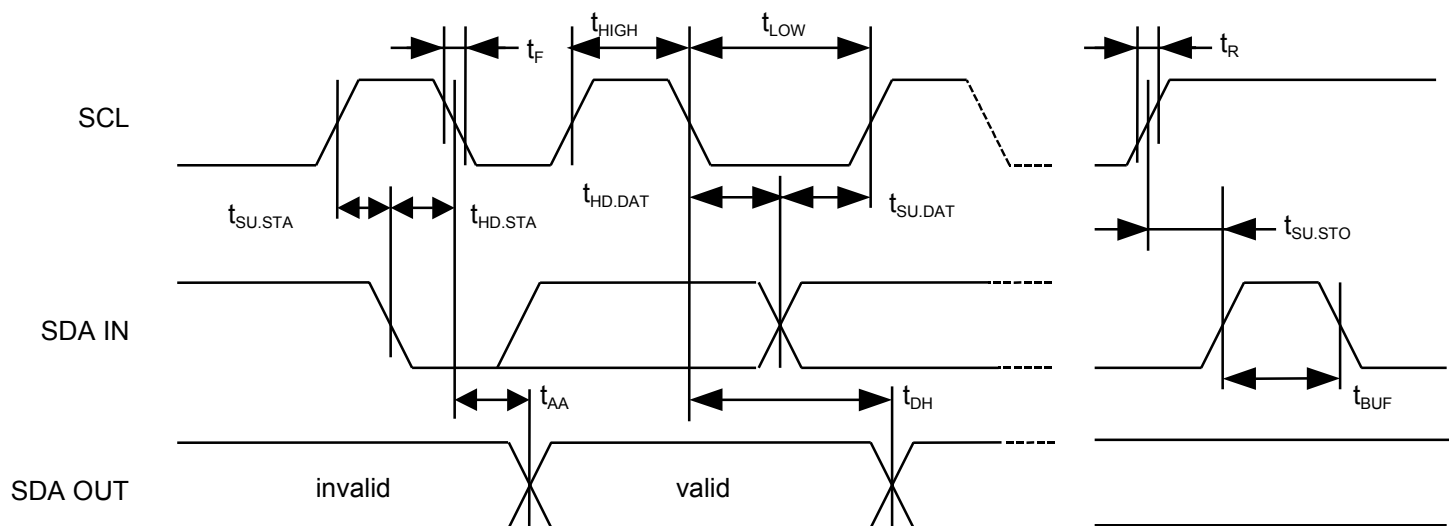 tHIGH tLOW
tF tR
SCL
tSU.STA tHD.STA tHD.DAT tSU.DAT tSU.STO
SDA IN
tAA tDH tBUF
SDA OUT invalid valid